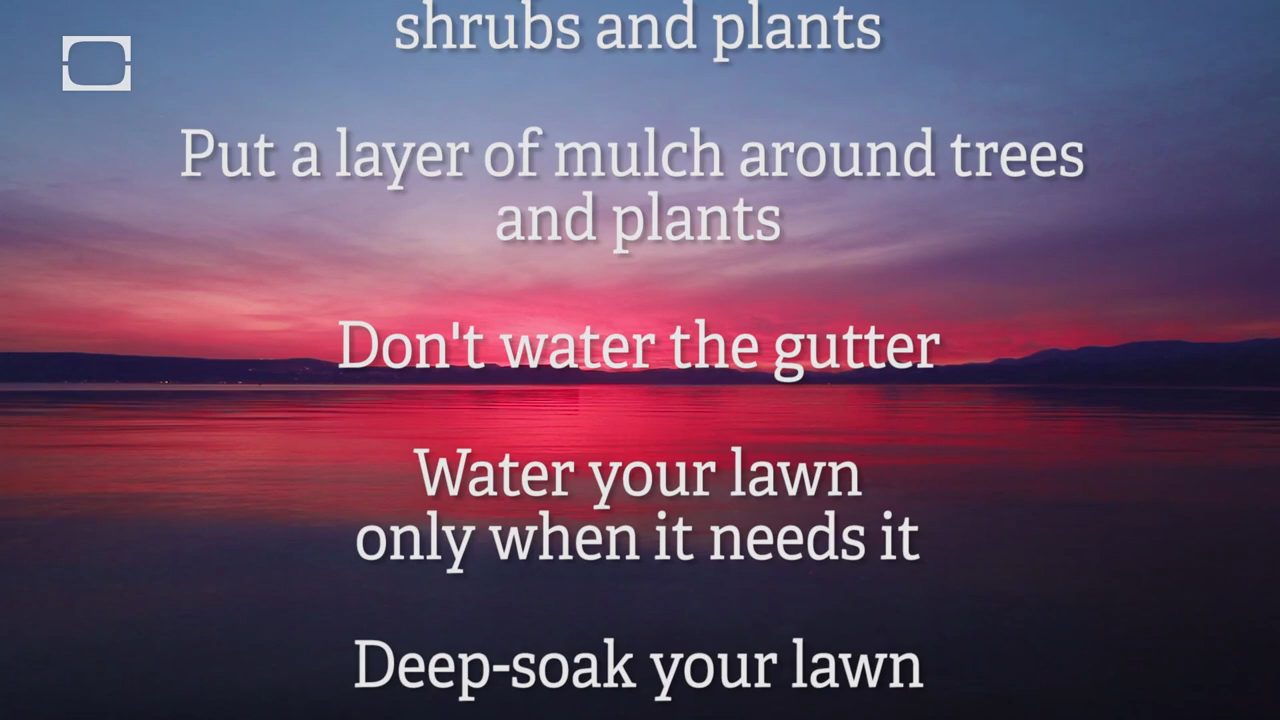 shrubs and plants
Put a layer of mulch around trees
and plants
Don't water the gutter
Water your lawn
only when it needs it
Deep-soak your lawn